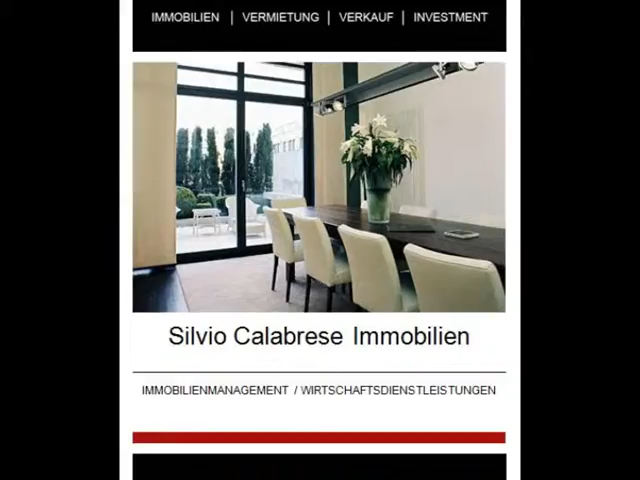 IMMOBILIEN | VERMIETUNG | VERKAUF | INVESTMENT
Silvio Calabrese Immobilien
IMMOBILIENMANAGEMENT / WIRTSCHAFTSDIENSTLEISTUNGEN